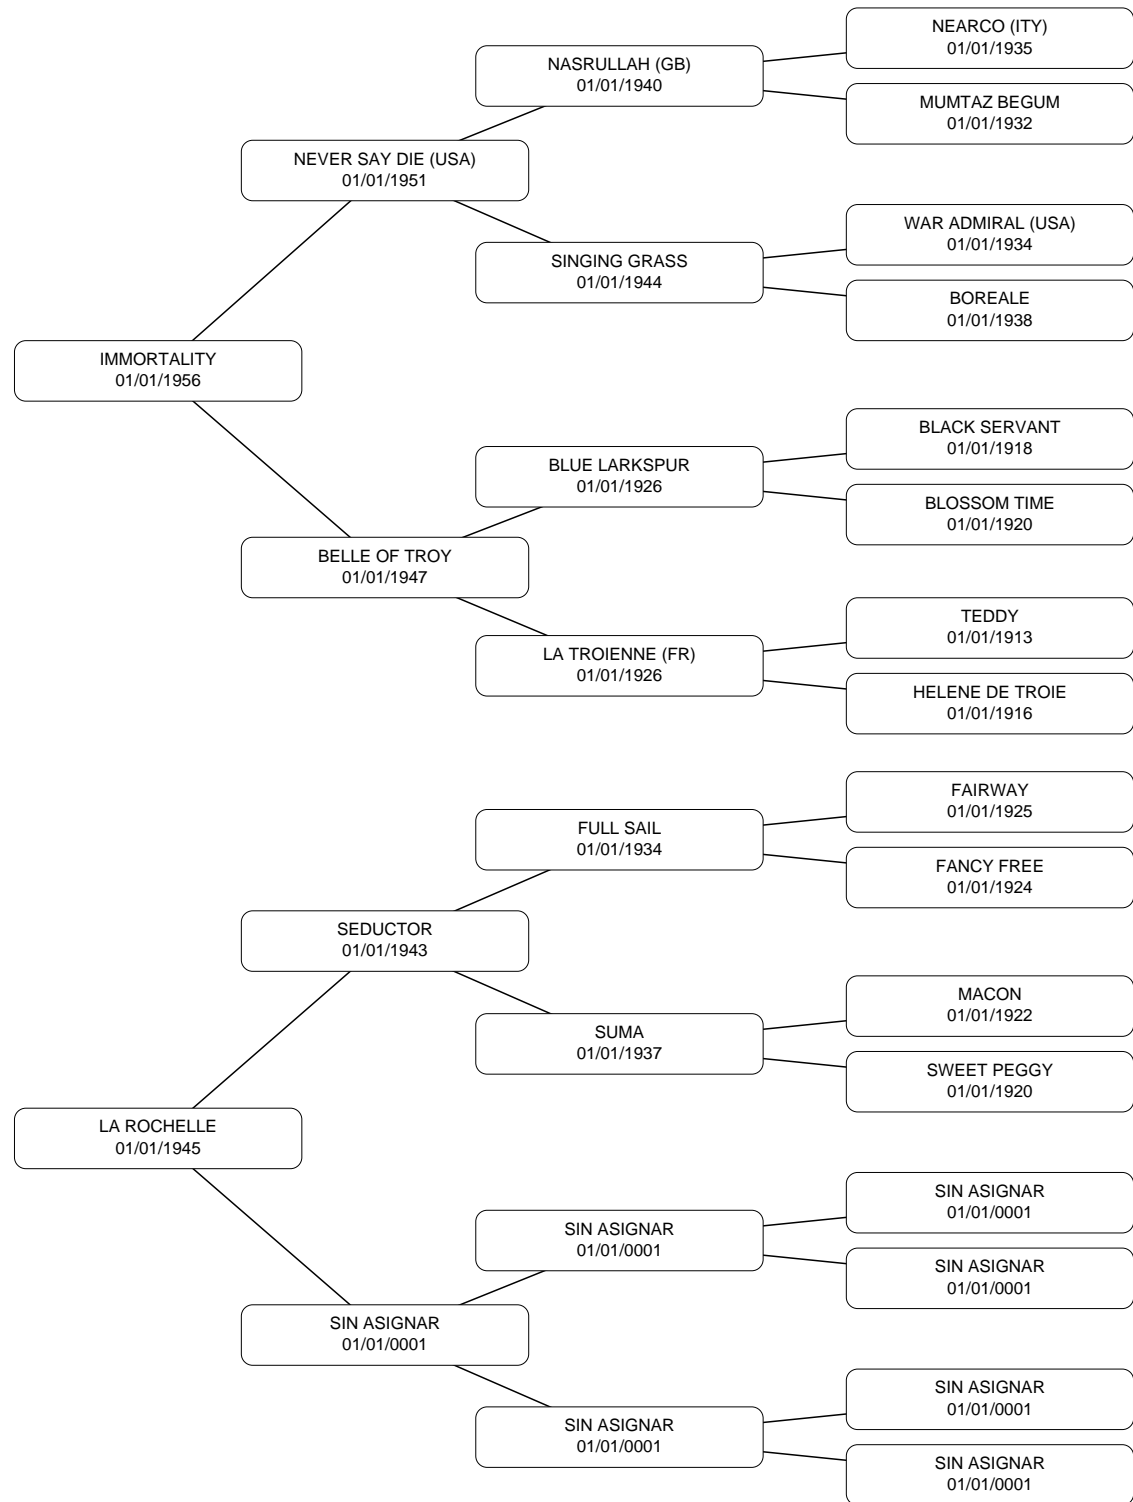 NEARCO (ITY)
01/01/1935
NASRULLAH (GB)
01/01/1940
MUMTAZ BEGUM
01/01/1932
NEVER SAY DIE (USA)
01/01/1951
WAR ADMIRAL (USA)
01/01/1934
SINGING GRASS
01/01/1944
BOREALE
01/01/1938
IMMORTALITY
01/01/1956
BLACK SERVANT
01/01/1918
BLUE LARKSPUR
01/01/1926
BLOSSOM TIME
01/01/1920
BELLE OF TROY
01/01/1947
TEDDY
01/01/1913
LA TROIENNE (FR)
01/01/1926
HELENE DE TROIE
01/01/1916
FAIRWAY
01/01/1925
FULL SAIL
01/01/1934
FANCY FREE
01/01/1924
SEDUCTOR
01/01/1943
MACON
01/01/1922
SUMA
01/01/1937
SWEET PEGGY
01/01/1920
LA ROCHELLE
01/01/1945
SIN ASIGNAR
01/01/0001
SIN ASIGNAR
01/01/0001
SIN ASIGNAR
01/01/0001
SIN ASIGNAR
01/01/0001
SIN ASIGNAR
01/01/0001
SIN ASIGNAR
01/01/0001
SIN ASIGNAR
01/01/0001